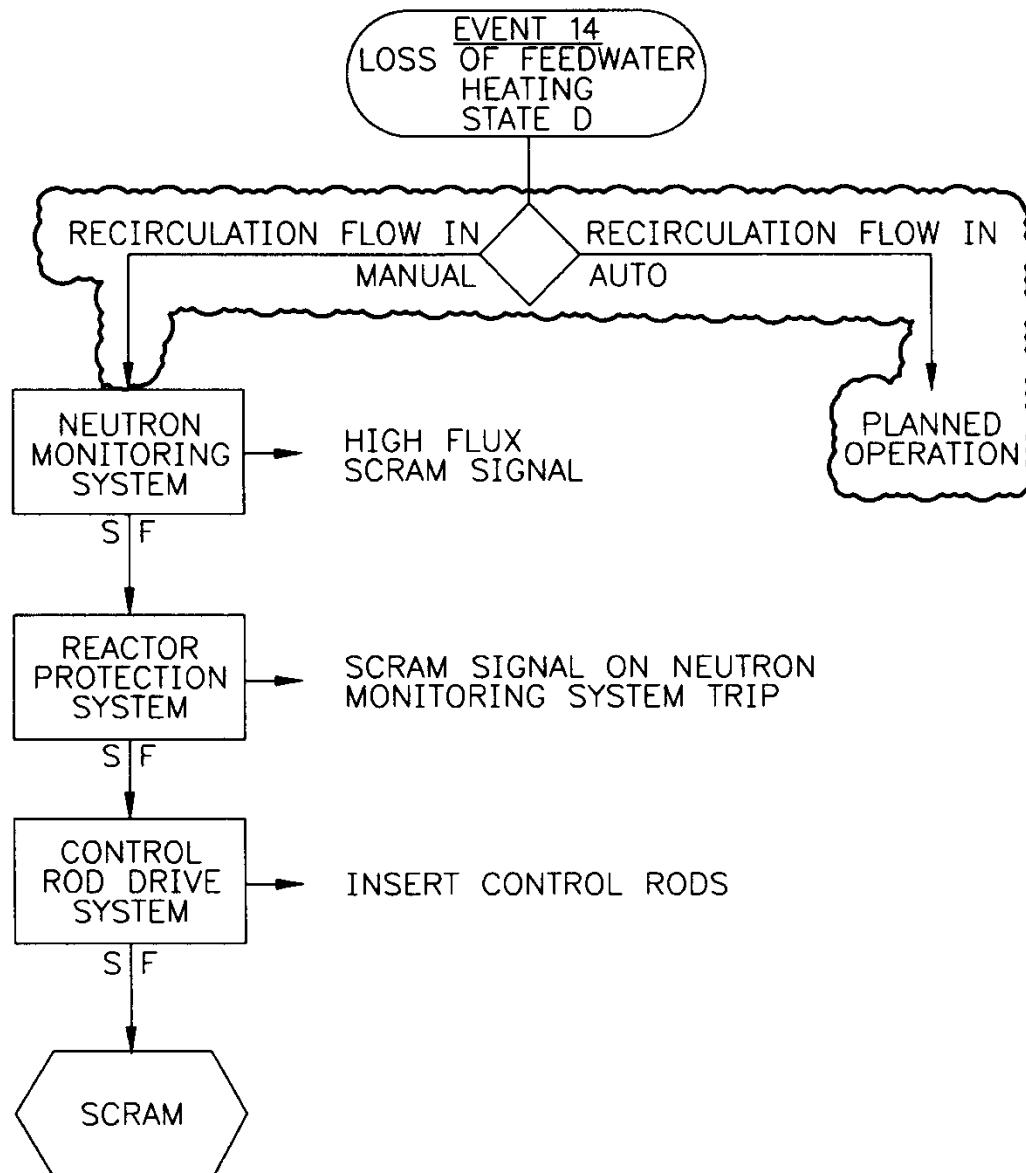 EVENT 14
LOSS OF FEEDWATER
HEATING
STATE D
RECIRCULATION FLOW IN
MANUAL
RECIRCULATION FLOW IN
AUTO
NEUTRON
MONITORING
SYSTEM
HIGH FLUX
SCRAM SIGNAL
PLANNED
OPERATION
S F
REACTOR
PROTECTION
SYSTEM
SCRAM SIGNAL ON NEUTRON
MONITORING SYSTEM TRIP
S F
CONTROL
ROD DRIVE
SYSTEM
INSERT CONTROL RODS
S F
SCRAM